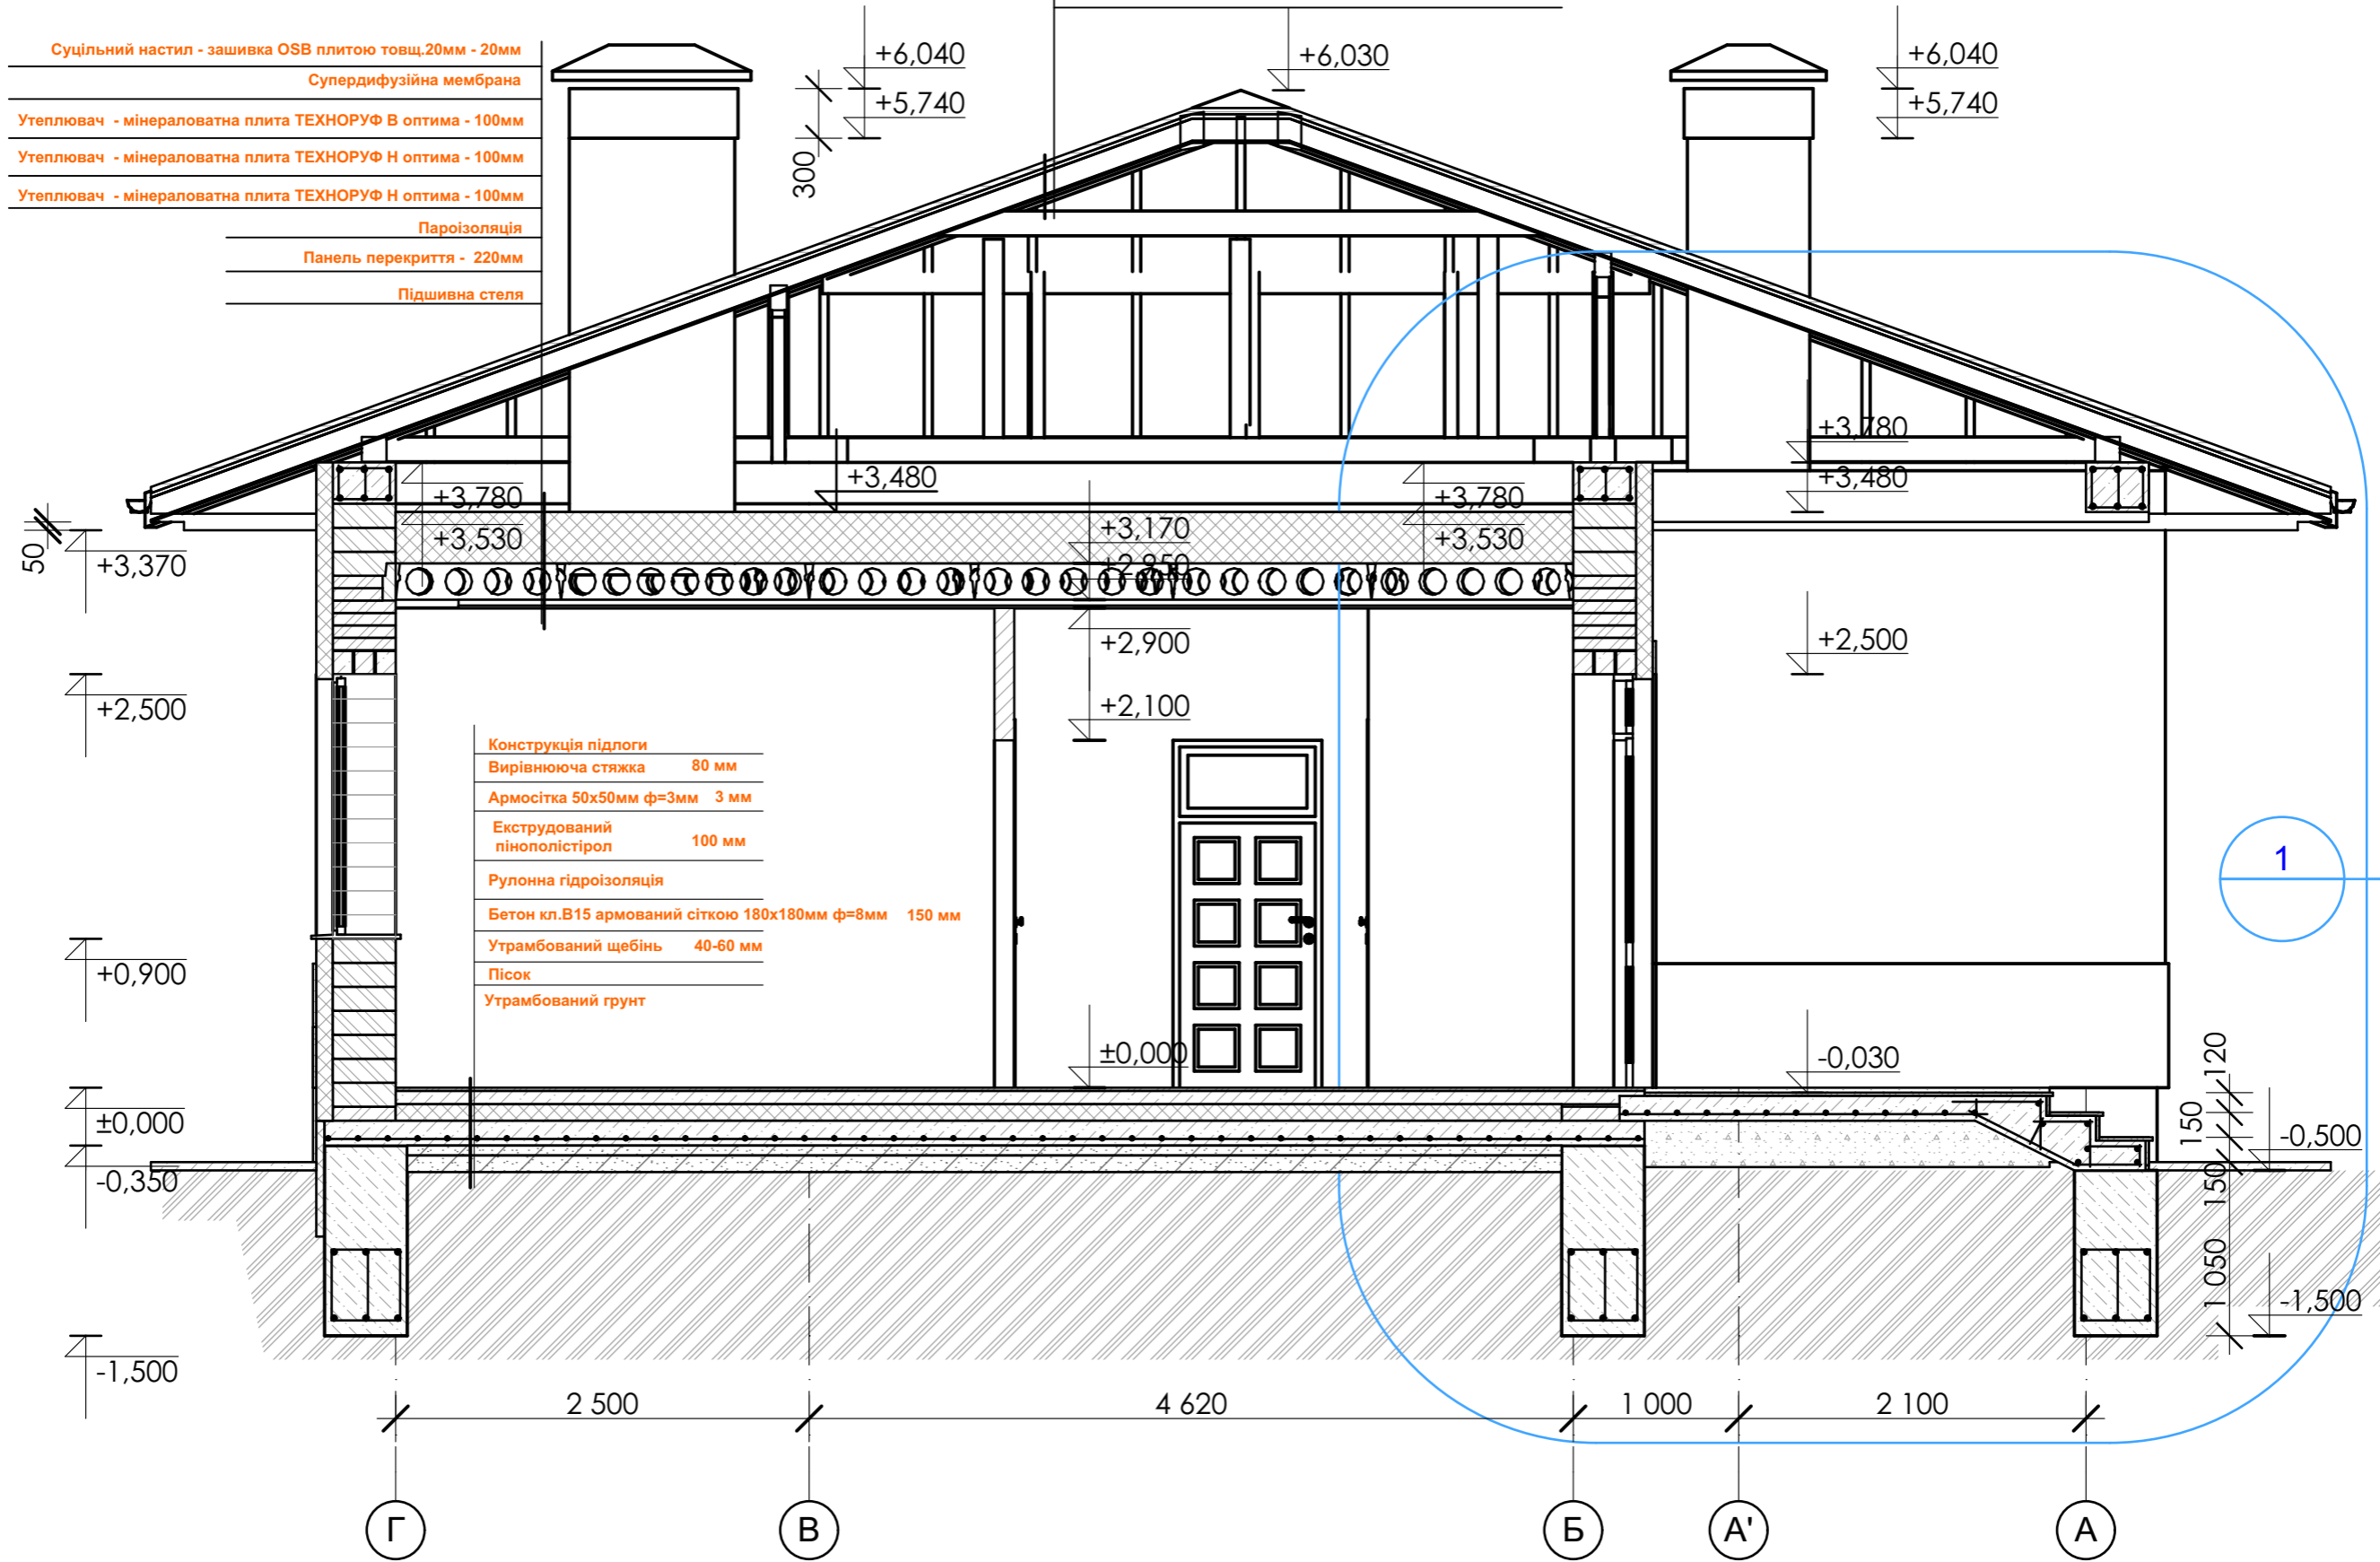 Суцільний настил - зашивка OSB плитою товщ.20мм - 20мм
Супердифузійна мембрана
Утеплювач - мінераловатна плита ТЕХНОРУФ В оптима - 100мм
Утеплювач - мінераловатна плита ТЕХНОРУФ Н оптима - 100мм
Утеплювач - мінераловатна плита ТЕХНОРУФ Н оптима - 100мм
Пароізоляція
Панель перекриття - 220мм
Підшивна стеля
+6,040
+5,740
300
+6,030
+6,040
+5,740
+3,780
+3,480
+3,780
+3,530
+3,480
+3,170
+2,950
+3,780
+3,530
50
+3,370
+2,900
+2,500
+2,500
+2,100
Конструкція підлоги
Вирівнююча стяжка 80 мм
Армосітка 50х50мм ф=3мм 3 мм
Екструдований
пінополістірол 100 мм
Рулонна гідроізоляція
Бетон кл.В15 армований сіткою 180х180мм ф=8мм 150 мм
Утрамбований щебінь 40-60 мм
Пісок
Утрамбований грунт
1
+0,900
±0,000
-0,030
±0,000
-0,350
120
150
150
1 050
-0,500
-1,500
-1,500
2 500
4 620
1 000
2 100
Г
В
Б
А'
А